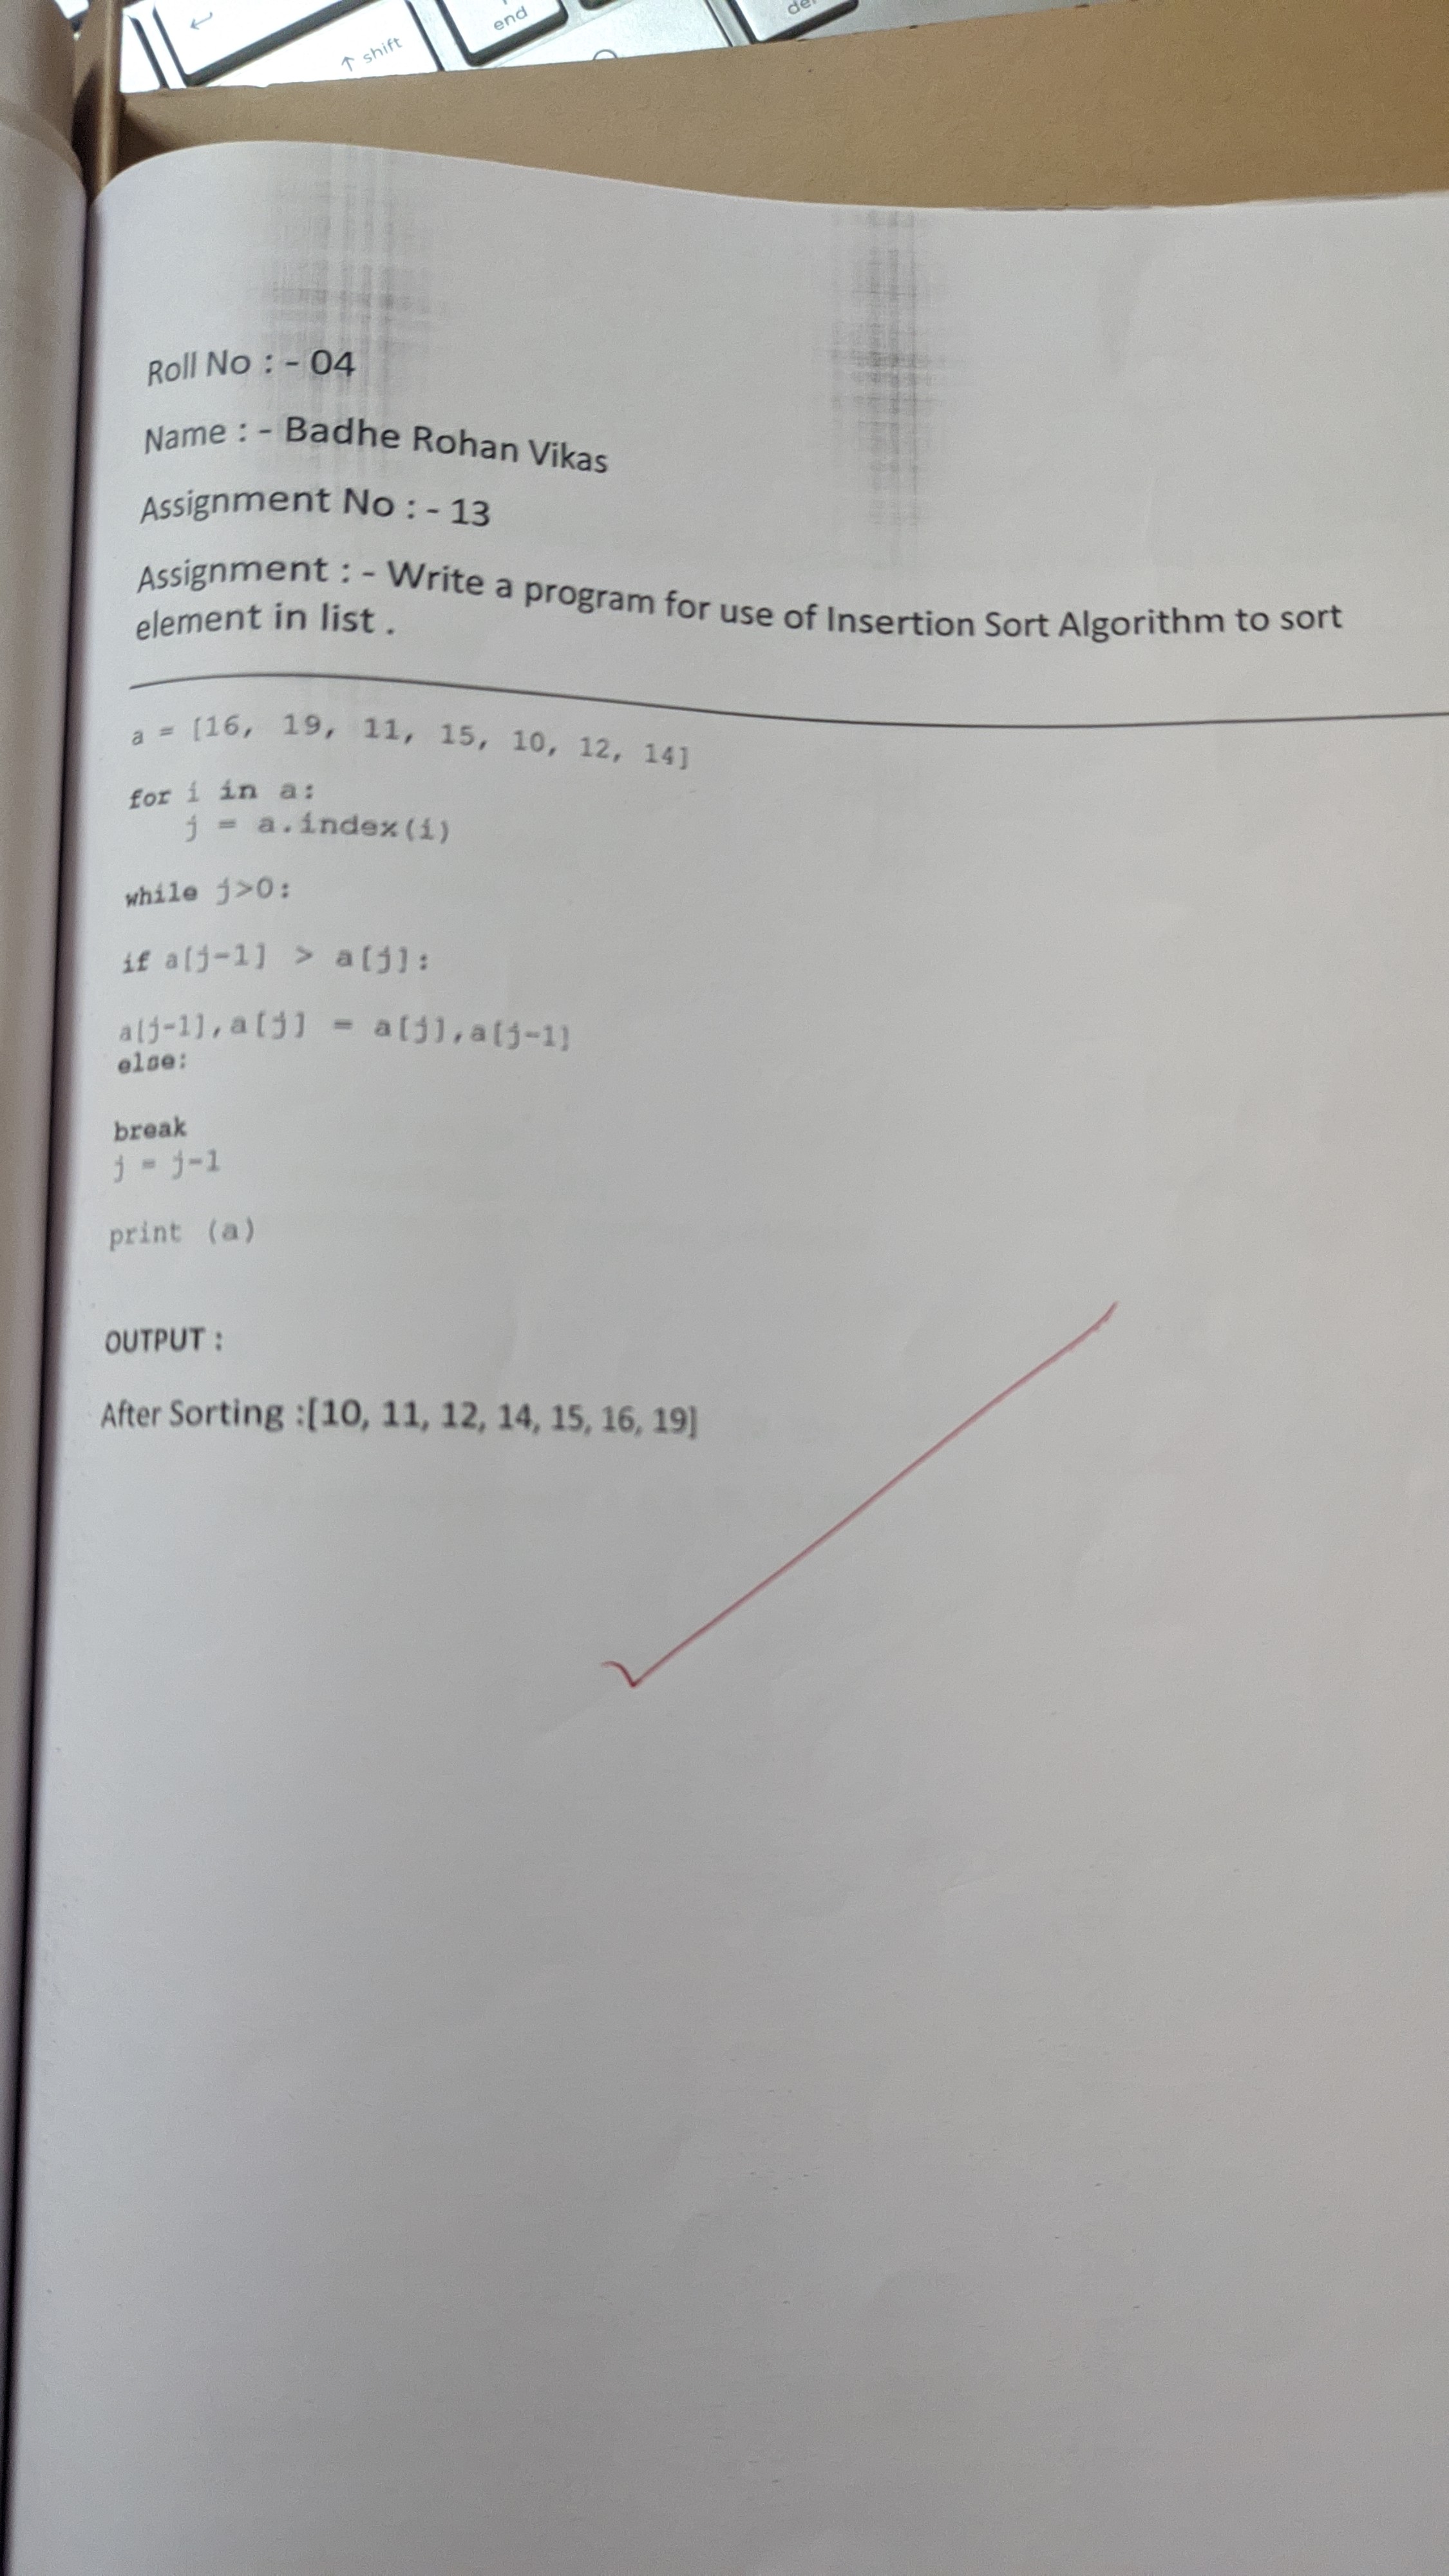 ↑ shift
end
Roll No : - 04
Name : - Badhe Rohan Vikas
Assignment No : - 13
Assignment : - Write a program for use of Insertion Sort Algorithm to sort
element in list .
a = [16, 19, 11, 15, 10, 12, 14]
for i in a:
    j = a.index(i)
while j>0:
if a[j-1] > a[j]:
a[j-1],a[j] = a[j],a[j-1]
else:
break
j = j-1
print (a)
OUTPUT :
After Sorting :[10, 11, 12, 14, 15, 16, 19]